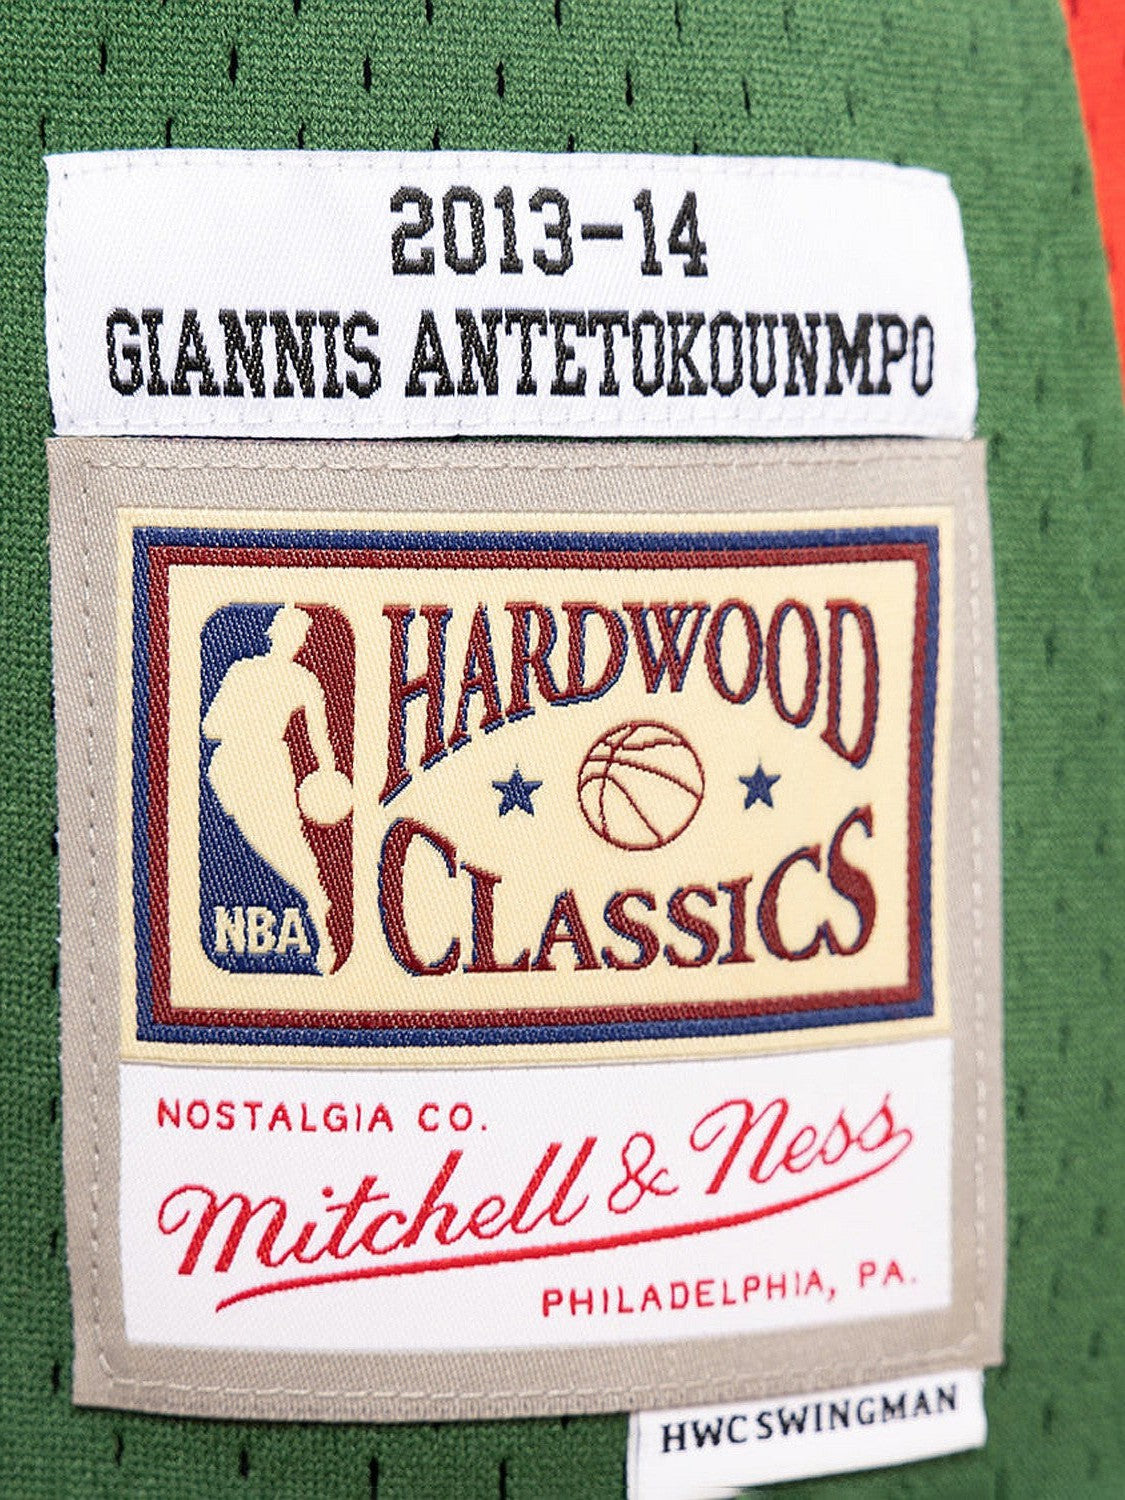 2013-14
GIANNIS ANTETOKOUNMPO
HARDWOOD
CLASSICS
NBA
NOSTALGIA CO.
Mitchell & Ness
PHILADELPHIA, PA.
HWC SWINGMAN